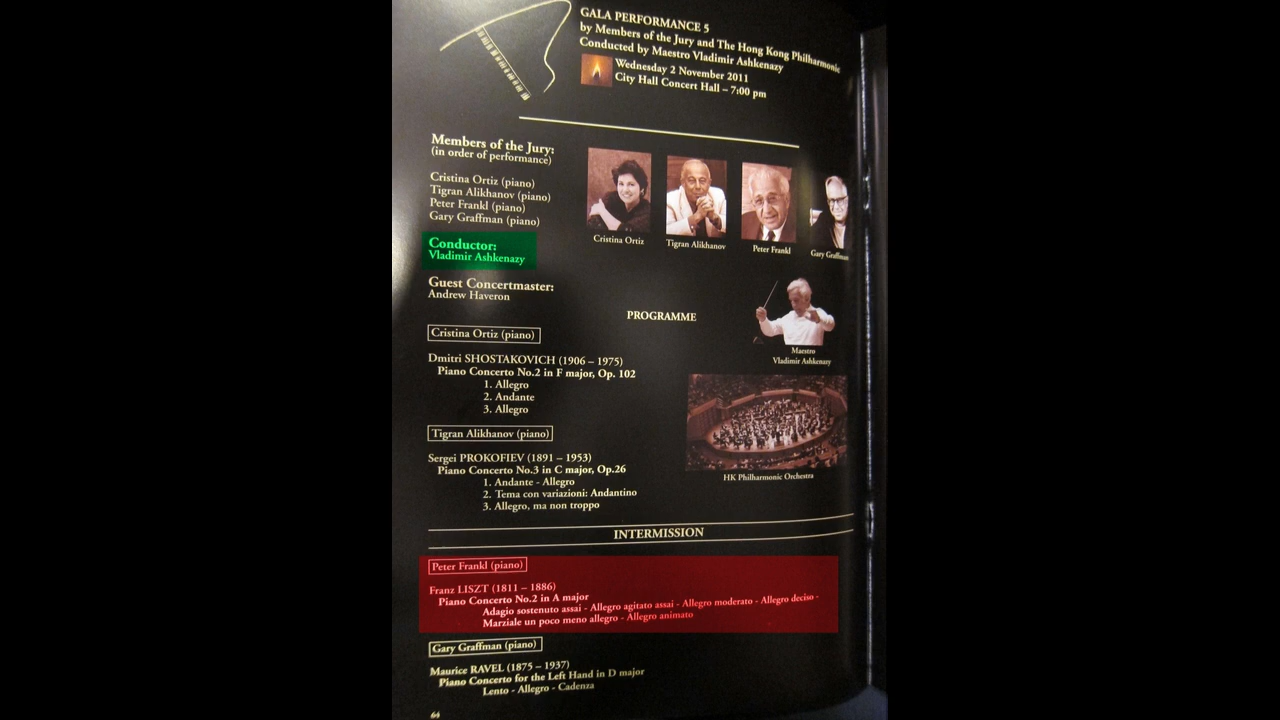 GALA PERFORMANCE 5
by Members of the Jury and The Hong Kong Philharmonic
Conducted by Maestro Vladimir Ashkenazy
Wednesday 2 November 2011
City Hall Concert Hall – 7:00 pm
Members of the Jury:
(in order of performance)
Cristina Ortiz (piano)
Tigran Alikhanov (piano)
Peter Frankl (piano)
Gary Graffman (piano)
Cristina Ortiz
Tigran Alikhanov
Peter Frankl
Gary Graffman
Conductor:
Vladimir Ashkenazy
Guest Concertmaster:
Andrew Haveron
PROGRAMME
Maestro
Vladimir Ashkenazy
Cristina Ortiz (piano)
Dmitri SHOSTAKOVICH (1906 – 1975)
Piano Concerto No.2 in F major, Op. 102
1. Allegro
2. Andante
3. Allegro
Tigran Alikhanov (piano)
Sergei PROKOFIEV (1891 – 1953)
Piano Concerto No.3 in C major, Op.26
1. Andante - Allegro
2. Tema con variazioni: Andantino
3. Allegro, ma non troppo
HK Philharmonic Orchestra
INTERMISSION
Peter Frankl (piano)
Franz LISZT (1811 – 1886)
Piano Concerto No.2 in A major
Adagio sostenuto assai - Allegro agitato assai - Allegro moderato - Allegro deciso -
Marziale un poco meno allegro - Allegro animato
Gary Graffman (piano)
Maurice RAVEL (1875 – 1937)
Piano Concerto for the Left Hand in D major
Lento - Allegro - Cadenza
64